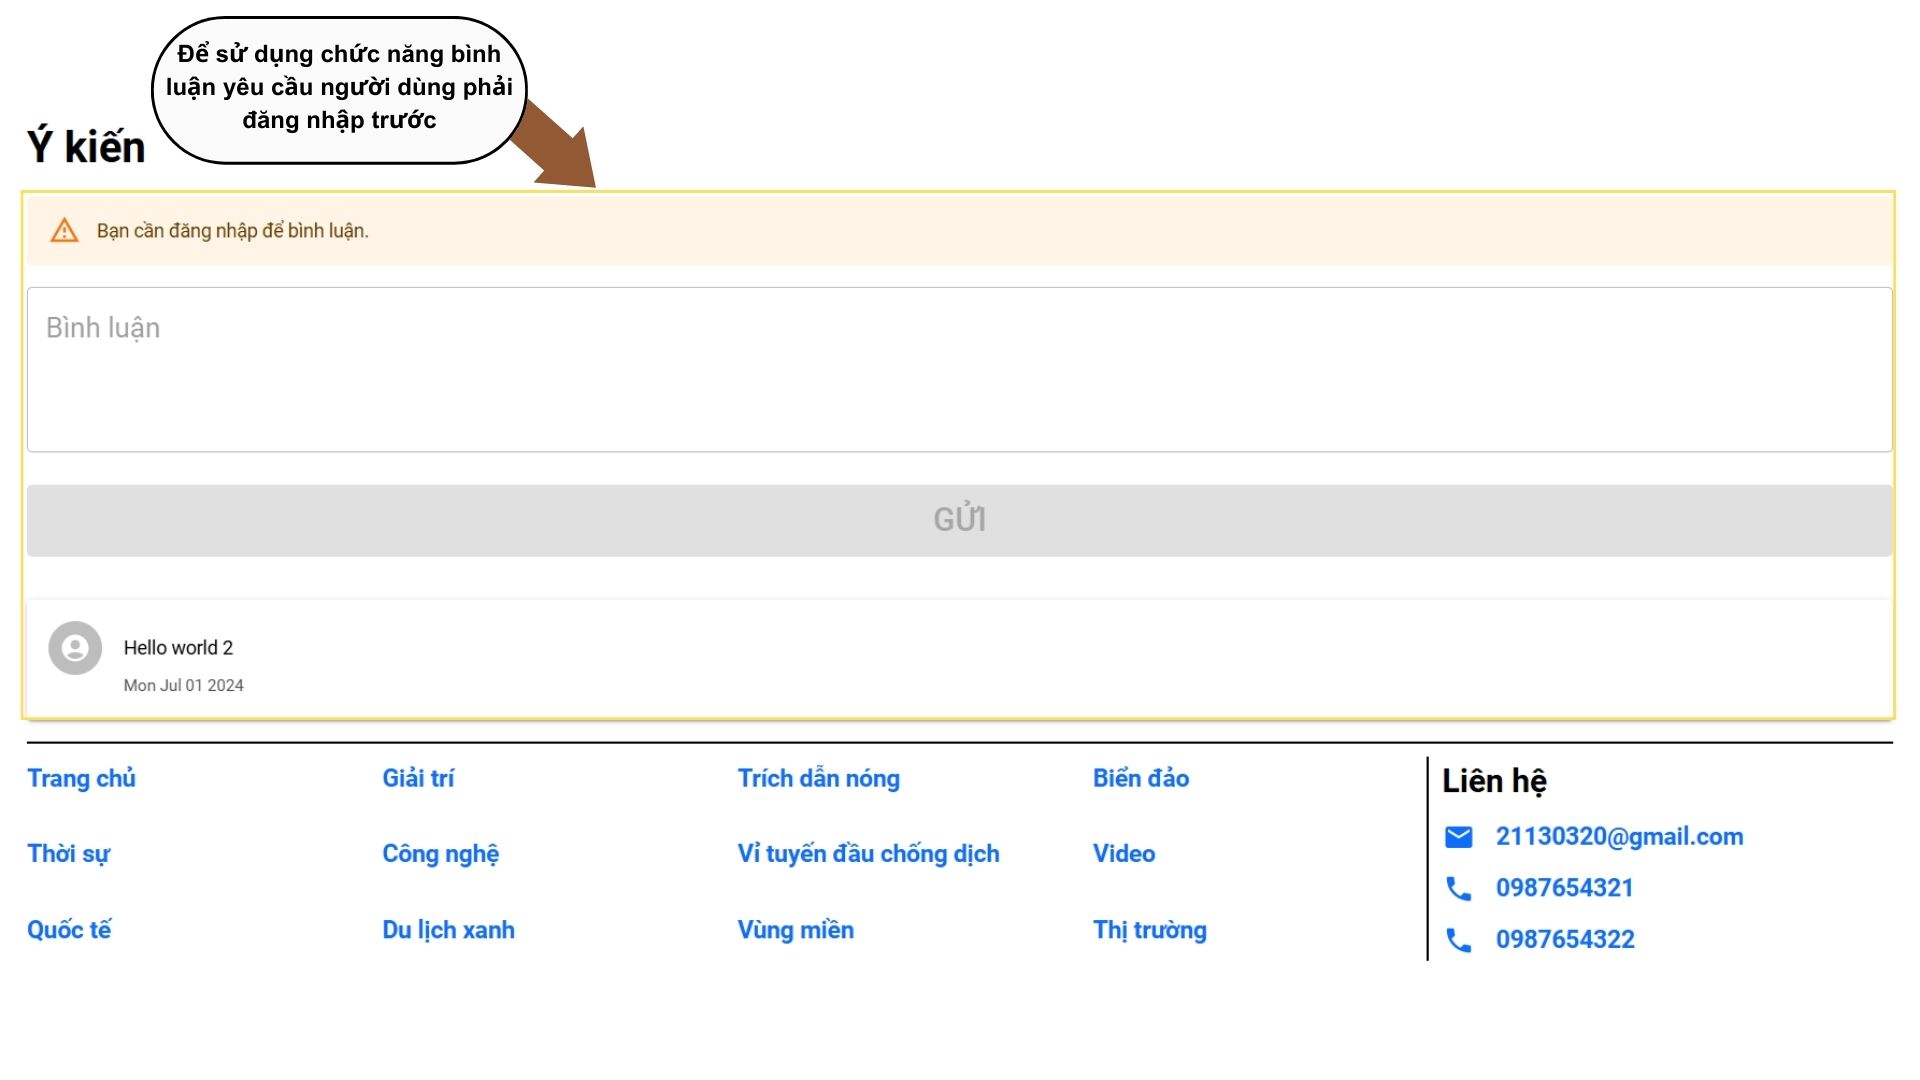 Để sử dụng chức năng bình
luận yêu cầu người dùng phải
đăng nhập trước
Ý kiến
Bạn cần đăng nhập để bình luận.
Bình luận
GỬI
Hello world 2
Mon Jul 01 2024
Trang chủ
Giải trí
Trích dẫn nóng
Biển đảo
Thời sự
Công nghệ
Vỉ tuyến đầu chống dịch
Video
Quốc tế
Du lịch xanh
Vùng miền
Thị trường
Liên hệ
21130320@gmail.com
0987654321
0987654322